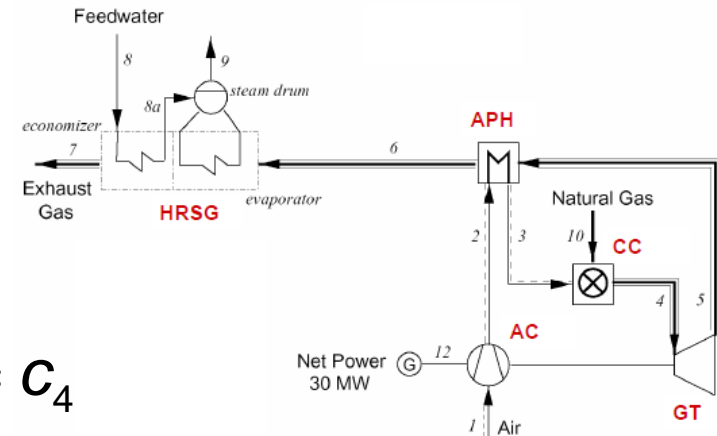 Feedwater
8
9
8a
steam drum
economizer
7
6
APH
Exhaust
Gas
HRSG
evaporator
Natural Gas
2
3
10
CC
4
5
AC
Net Power
30 MW
G
12
= c4
1
Air
GT